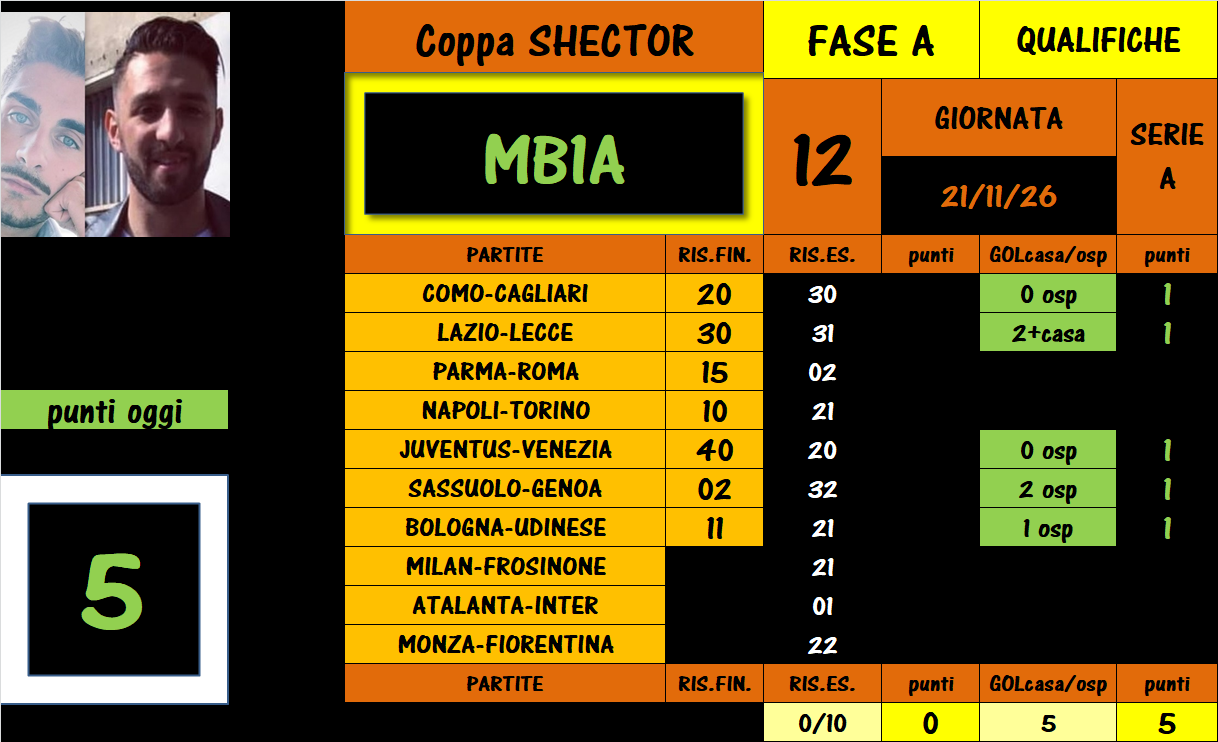 Coppa SHECTOR FASE A QUALIFICHE
MB1A 12 GIORNATA SERIE A
21/11/26
PARTITE RIS.FIN. RIS.ES. punti GOLcasa/osp punti
COMO-CAGLIARI 20 30 0 osp 1
LAZIO-LECCE 30 31 2+casa 1
PARMA-ROMA 15 02
punti oggi
NAPOLI-TORINO 10 21
JUVENTUS-VENEZIA 40 20 0 osp 1
SASSUOLO-GENOA 02 32 2 osp 1
BOLOGNA-UDINESE 11 21 1 osp 1
5
MILAN-FROSINONE 21
ATALANTA-INTER 01
MONZA-FIORENTINA 22
PARTITE RIS.FIN. RIS.ES. punti GOLcasa/osp punti
0/10 0 5 5